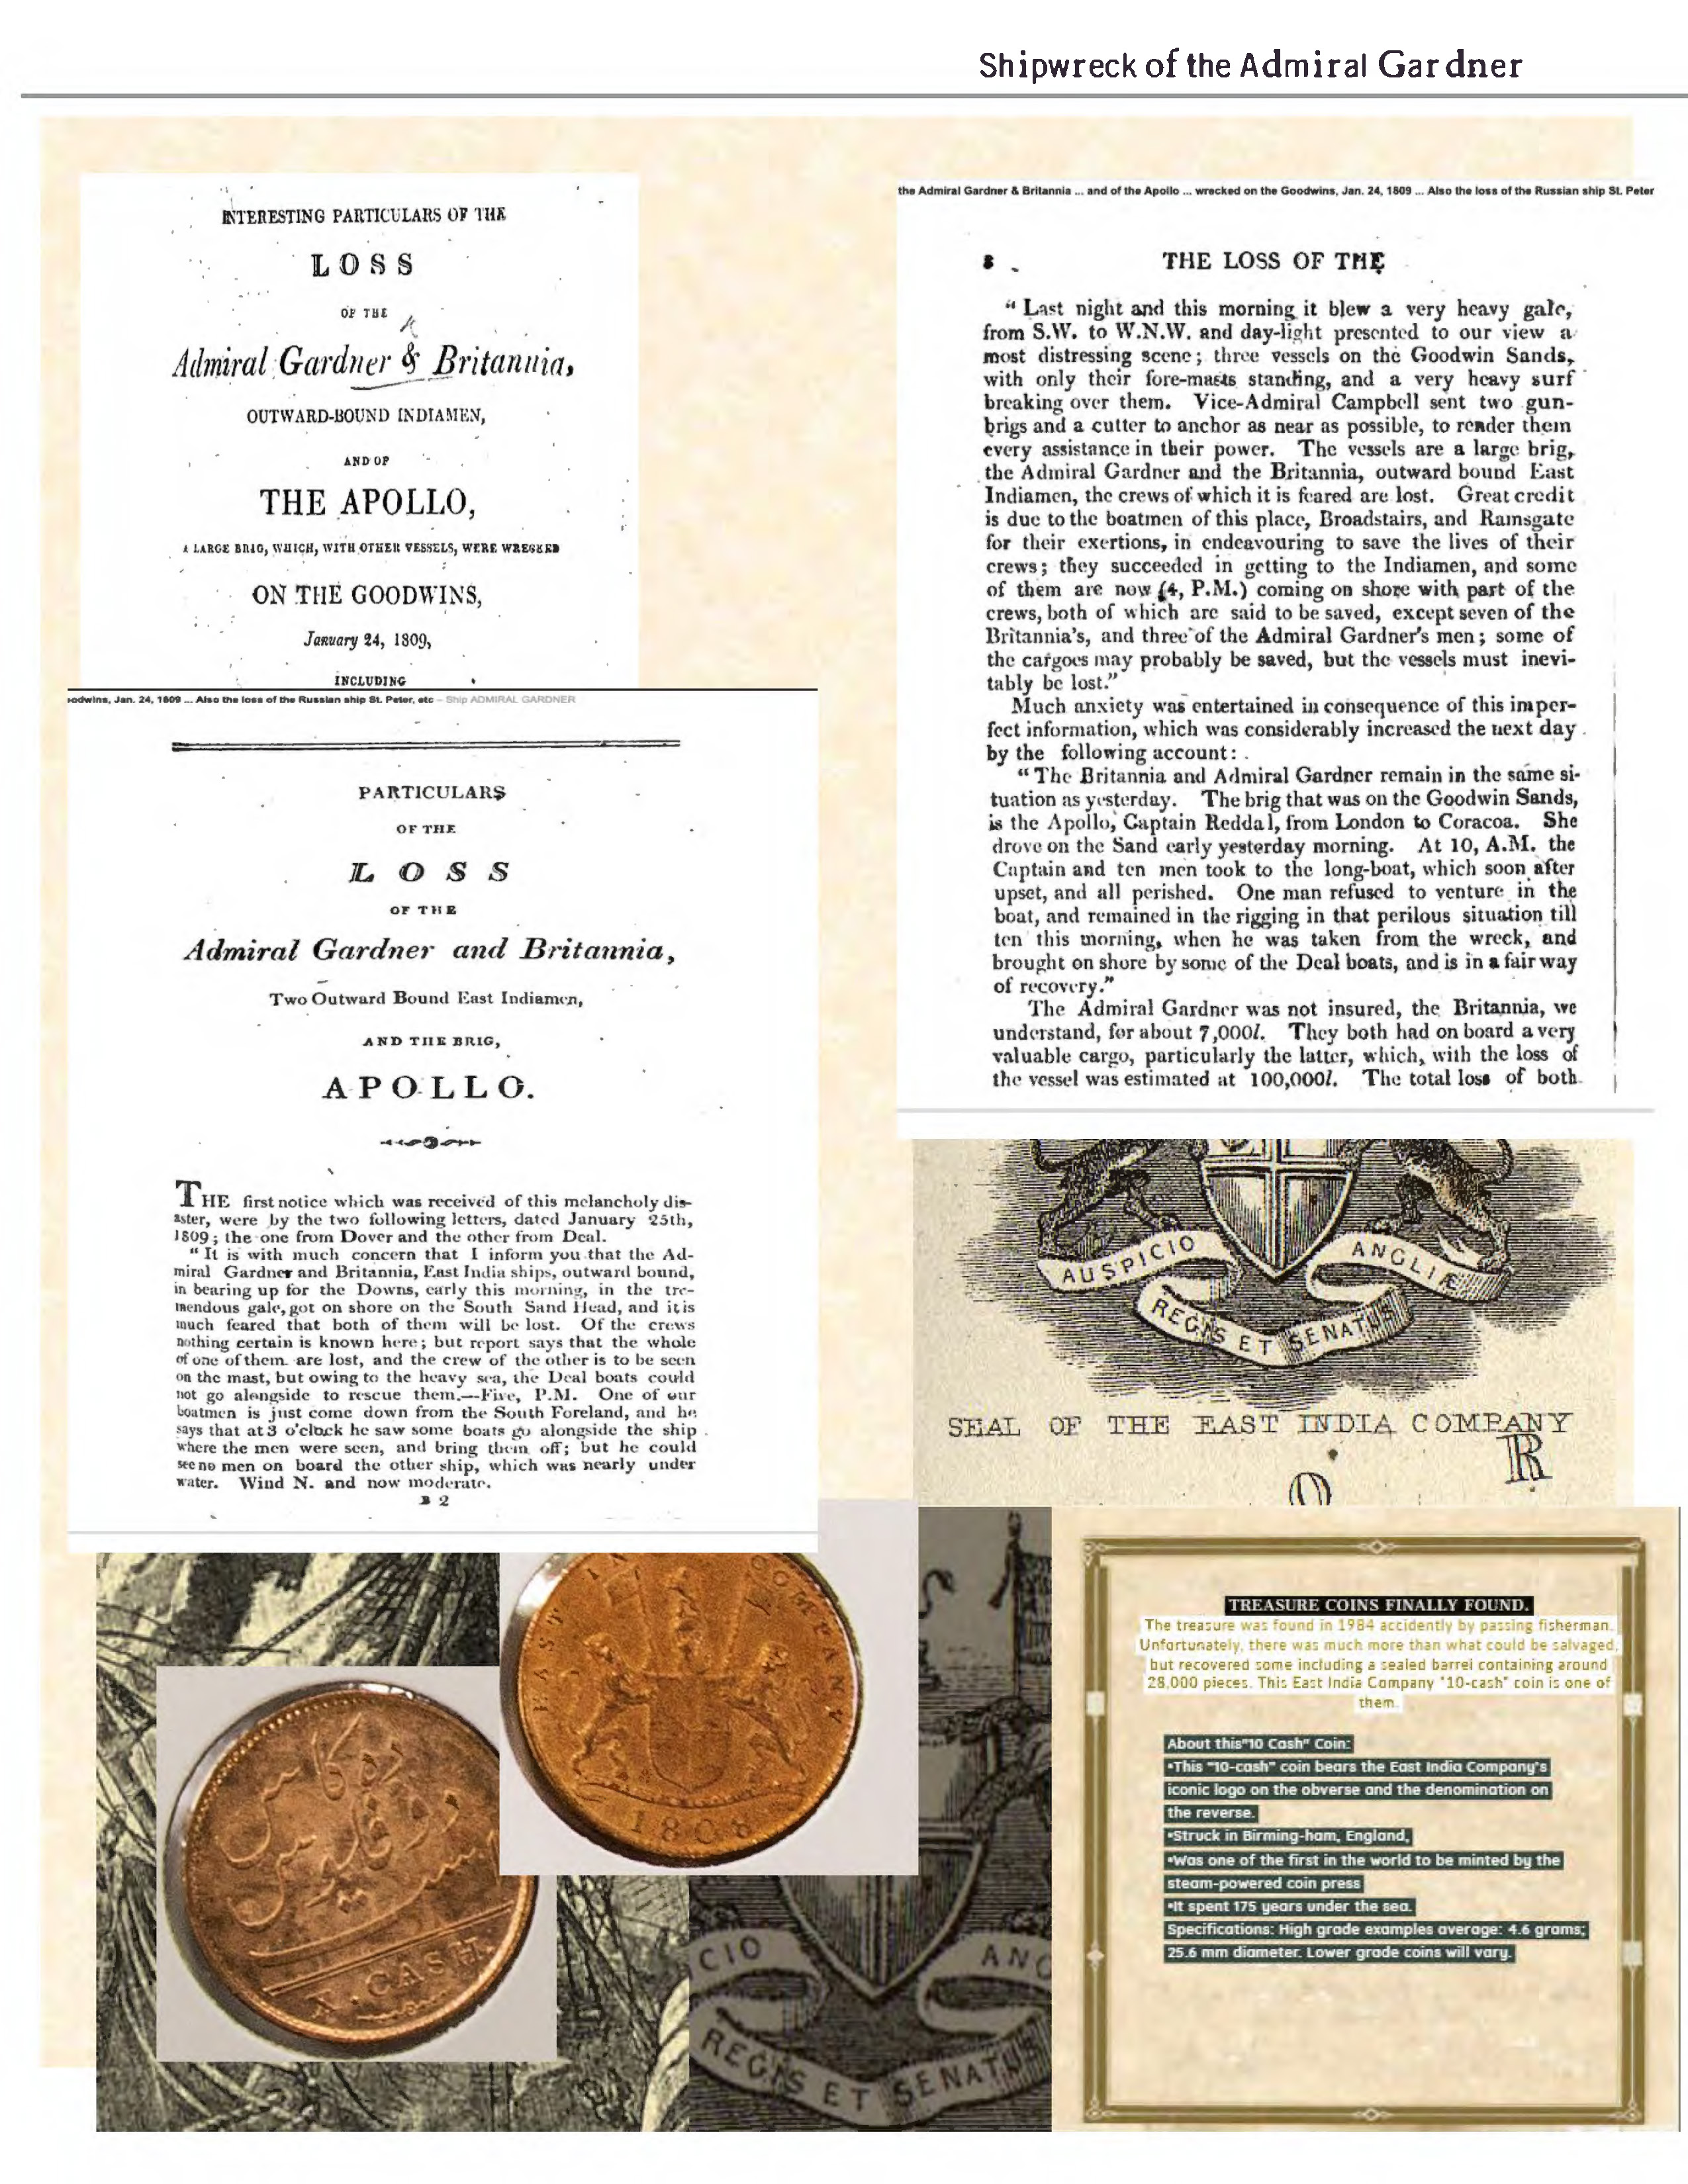 Shipwreck of the Admiral Gardner
INTERESTING PARTICULARS OF THE
LOSS
OF THE
Admiral Gardner & Britannia,
OUTWARD-BOUND INDIAMEN,
AND OF
THE APOLLO,
A LARGE BRIG, WHICH, WITH OTHER VESSELS, WERE WRECKED
ON THE GOODWINS,
January 24, 1809,
INCLUDING
oodwins, Jan. 24, 1809 ... Also the loss of the Russian ship St. Peter, etc – Ship ADMIRAL GARDNER
PARTICULARS
OF THE
LOSS
OF THE
Admiral Gardner and Britannia,
Two Outward Bound East Indiamen,
AND THE BRIG,
APOLLO.
THE first notice which was received of this melancholy dis-
aster, were by the two following letters, dated January 25th,
1809; the one from Dover and the other from Deal.
"It is with much concern that I inform you that the Ad-
miral Gardner and Britannia, East India ships, outward bound,
in bearing up for the Downs, early this morning, in the tre-
mendous gale, got on shore on the South Sand Head, and it is
much feared that both of them will be lost. Of the crews
nothing certain is known here; but report says that the whole
of one of them are lost, and the crew of the other is to be seen
on the mast, but owing to the heavy sea, the Deal boats could
not go alongside to rescue them.—Five, P.M. One of our
boatmen is just come down from the South Foreland, and he
says that at 3 o'clock he saw some boats go alongside the ship
where the men were seen, and bring them off; but he could
see no men on board the other ship, which was nearly under
water. Wind N. and now moderate.
B 2
the Admiral Gardner & Britannia ... and of the Apollo ... wrecked on the Goodwins, Jan. 24, 1809 ... Also the loss of the Russian ship St. Peter
8 THE LOSS OF THE
"Last night and this morning it blew a very heavy gale,
from S.W. to W.N.W. and day-light presented to our view a
most distressing scene; three vessels on the Goodwin Sands,
with only their fore-masts standing, and a very heavy surf
breaking over them. Vice-Admiral Campbell sent two gun-
brigs and a cutter to anchor as near as possible, to render them
every assistance in their power. The vessels are a large brig,
the Admiral Gardner and the Britannia, outward bound East
Indiamen, the crews of which it is feared are lost. Great credit
is due to the boatmen of this place, Broadstairs, and Ramsgate
for their exertions, in endeavouring to save the lives of their
crews; they succeeded in getting to the Indiamen, and some
of them are now (4, P.M.) coming on shore with part of the
crews, both of which are said to be saved, except seven of the
Britannia's, and three of the Admiral Gardner's men; some of
the cargoes may probably be saved, but the vessels must inevi-
tably be lost."
Much anxiety was entertained in consequence of this imper-
fect information, which was considerably increased the next day
by the following account:
"The Britannia and Admiral Gardner remain in the same si-
tuation as yesterday. The brig that was on the Goodwin Sands,
is the Apollo, Captain Reddal, from London to Coracoa. She
drove on the Sand early yesterday morning. At 10, A.M. the
Captain and ten men took to the long-boat, which soon after
upset, and all perished. One man refused to venture in the
boat, and remained in the rigging in that perilous situation till
ten this morning, when he was taken from the wreck, and
brought on shore by some of the Deal boats, and is in a fair way
of recovery."
The Admiral Gardner was not insured, the Britannia, we
understand, for about 7,000l. They both had on board a very
valuable cargo, particularly the latter, which, with the loss of
the vessel was estimated at 100,000l. The total loss of both
AUSPICIO
ANGLIÆ
REGIS ET SENATUS
SEAL OF THE EAST INDIA COMPANY
R
O
EAST I
COMPANY
1808
X · CASH
CIO
ANG
REGIS ET SENATUS
TREASURE COINS FINALLY FOUND.
The treasure was found in 1984 accidently by passing fisherman.
Unfortunately, there was much more than what could be salvaged,
but recovered some including a sealed barrel containing around
28,000 pieces. This East India Company "10-cash" coin is one of
them.
About this"10 Cash" Coin:
•This "10-cash" coin bears the East India Company's
iconic logo on the obverse and the denomination on
the reverse.
•Struck in Birming-ham, England,
•Was one of the first in the world to be minted by the
steam-powered coin press
•It spent 175 years under the sea.
Specifications: High grade examples average: 4.6 grams;
25.6 mm diameter. Lower grade coins will vary.